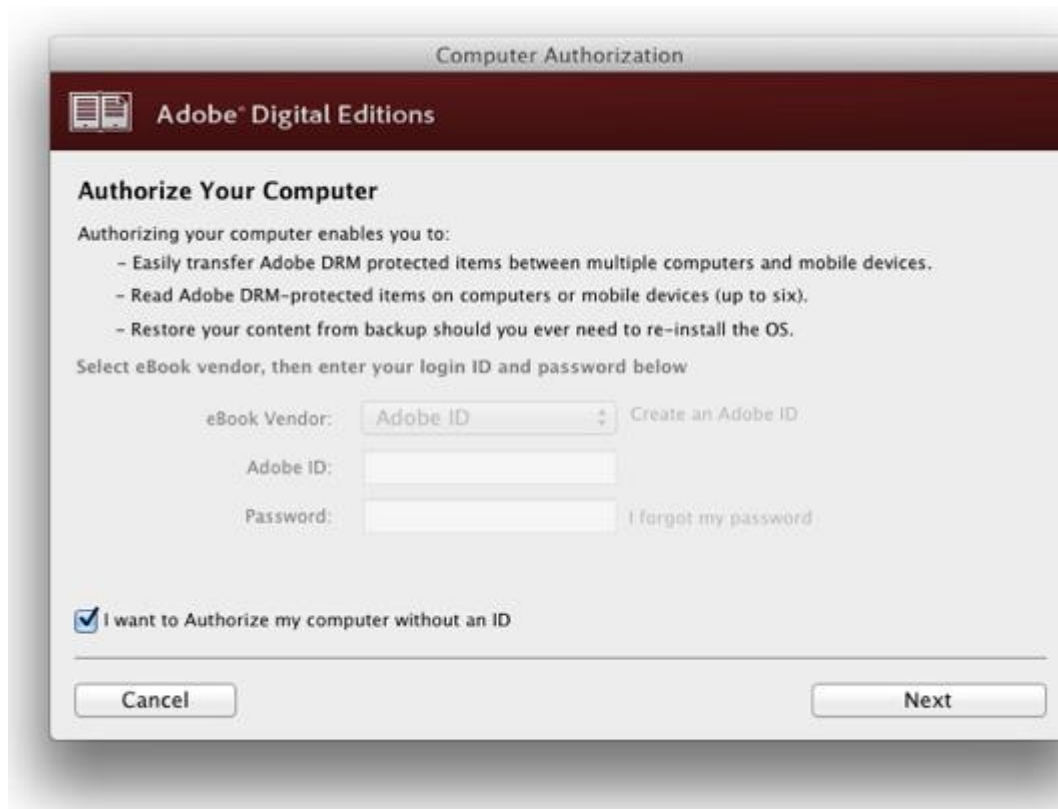 Computer Authorization
Adobe® Digital Editions
Authorize Your Computer
Authorizing your computer enables you to:
– Easily transfer Adobe DRM protected items between multiple computers and mobile devices.
– Read Adobe DRM-protected items on computers or mobile devices (up to six).
– Restore your content from backup should you ever need to re-install the OS.
Select eBook vendor, then enter your login ID and password below
eBook Vendor: Adobe ID Create an Adobe ID
Adobe ID:
Password: I forgot my password
I want to Authorize my computer without an ID
Cancel Next